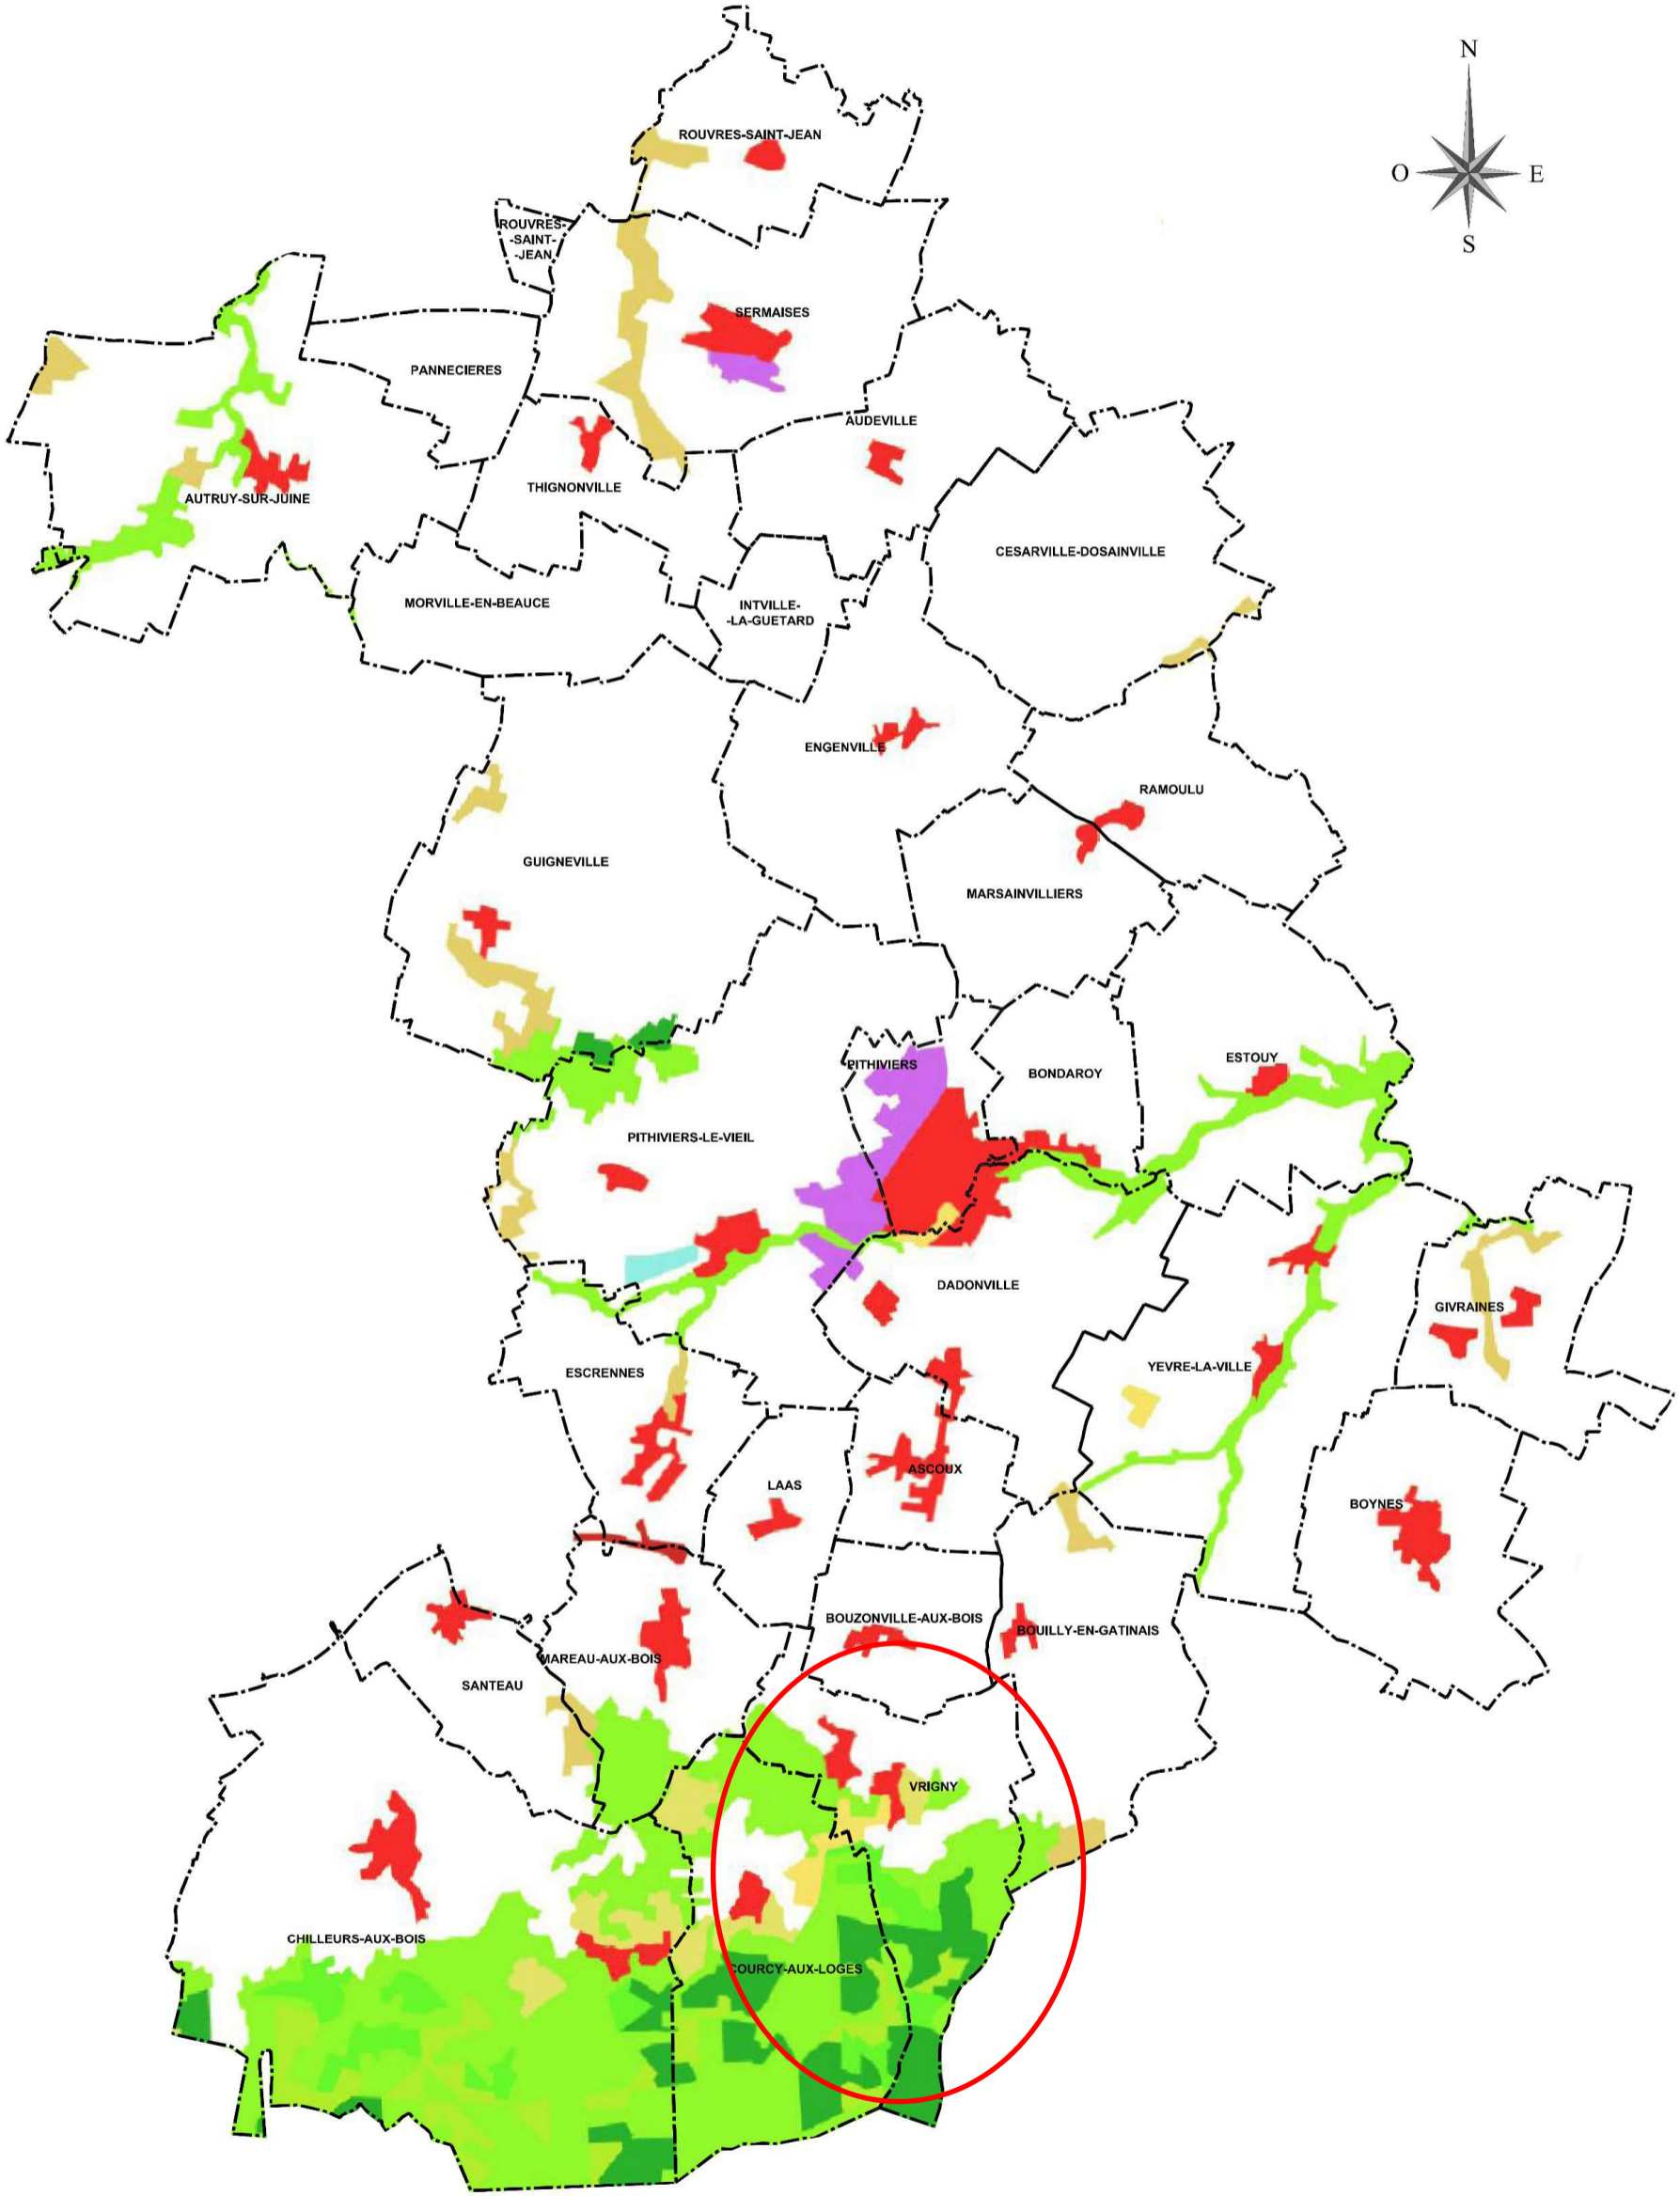 N
ROUVRES-SAINT-JEAN
O
E
ROUVRES-
-SAINT-
-JEAN
S
SERMAISES
PANNECIERES
AUDEVILLE
THIGNONVILLE
AUTRUY-SUR-JUINE
CESARVILLE-DOSAINVILLE
MORVILLE-EN-BEAUCE
INTVILLE-
-LA-GUETARD
ENGENVILLE
RAMOULU
GUIGNEVILLE
MARSAINVILLIERS
PITHIVIERS
BONDAROY
ESTOUY
PITHIVIERS-LE-VIEIL
DADONVILLE
GIVRAINES
ESCRENNES
YEVRE-LA-VILLE
ASCOUX
LAAS
BOYNES
BOUZONVILLE-AUX-BOIS
BOUILLY-EN-GATINAIS
MAREAU-AUX-BOIS
SANTEAU
VRIGNY
CHILLEURS-AUX-BOIS
COURCY-AUX-LOGES